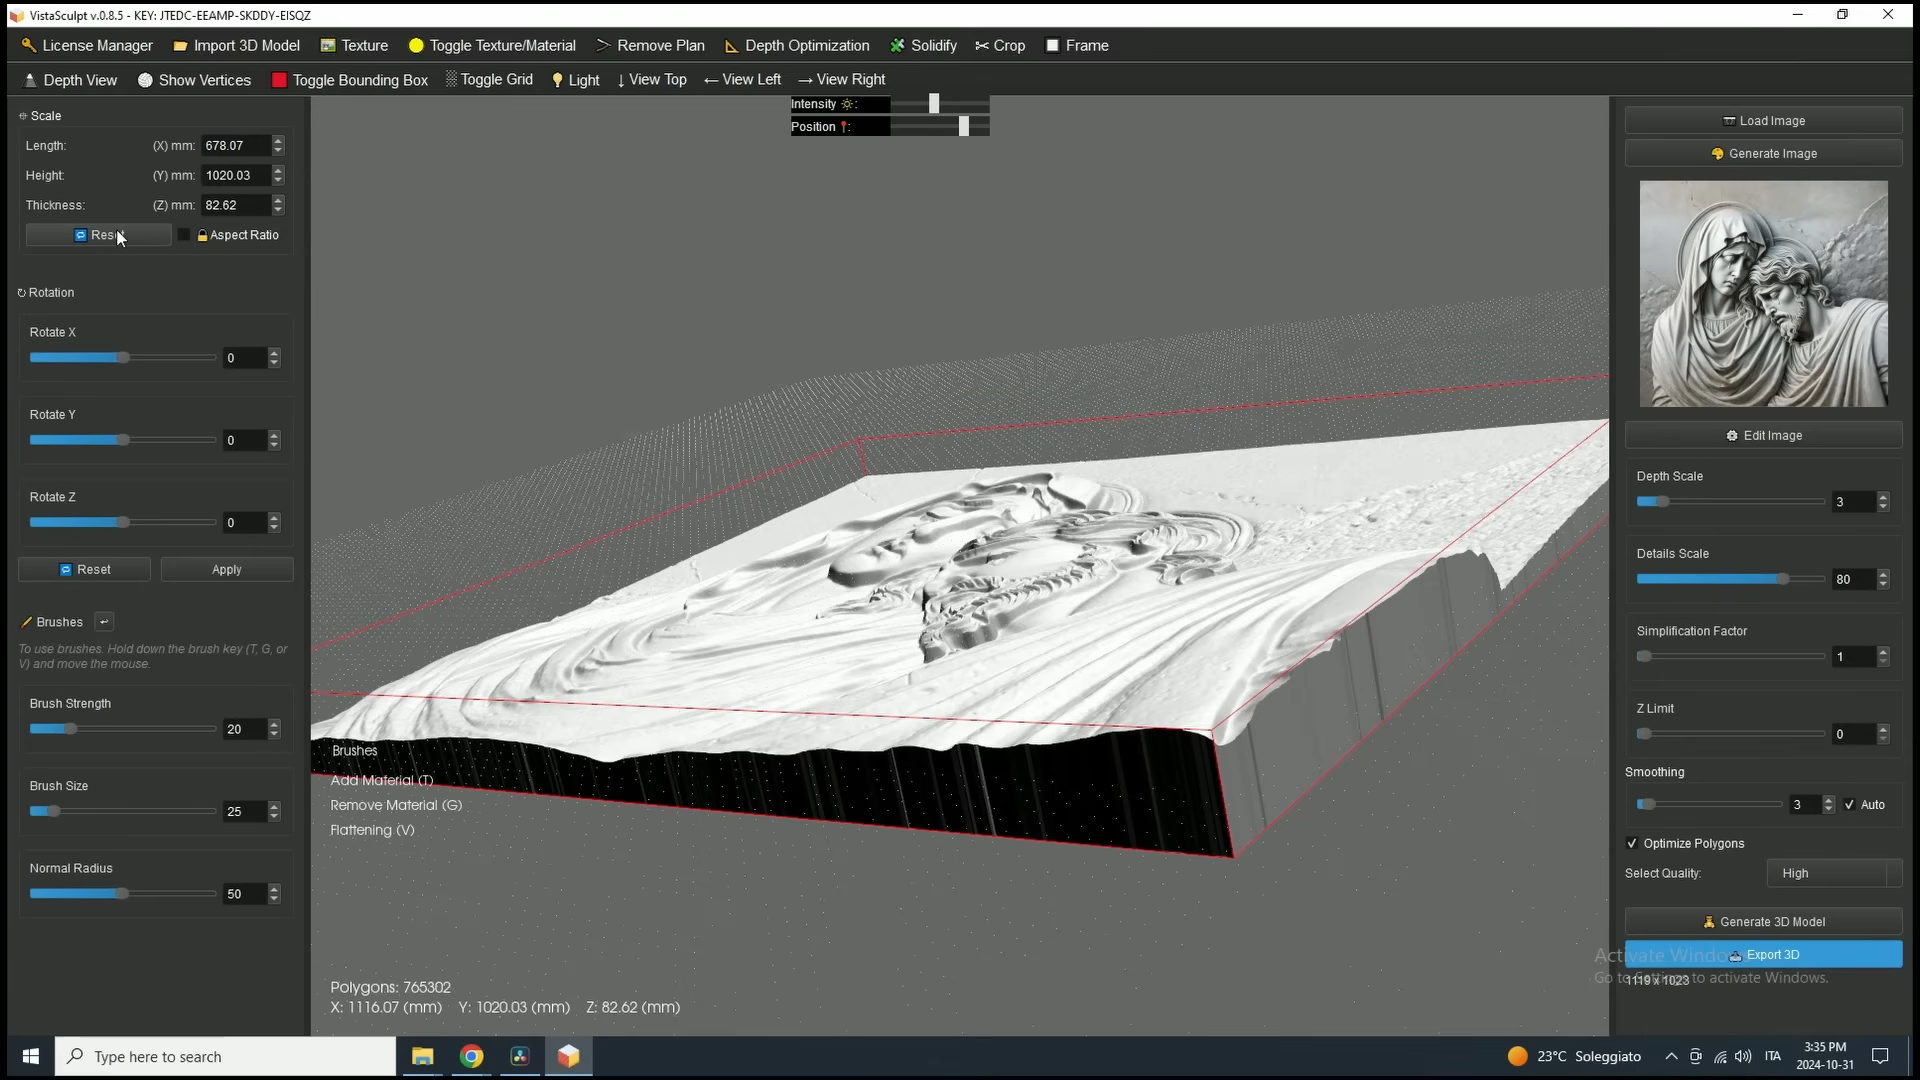 VistaSculpt v.0.8.5 - KEY: JTEDC-EEAMP-SKDDY-EISQZ
License Manager Import 3D Model Texture Toggle Texture/Material Remove Plan Depth Optimization Solidify Crop Frame
Depth View Show Vertices Toggle Bounding Box Toggle Grid Light ↓ View Top ← View Left → View Right
Intensity :
Position :
Scale
Length: (X) mm: 678.07
Height: (Y) mm: 1020.03
Thickness: (Z) mm: 82.62
Reset Aspect Ratio
Rotation
Rotate X
0
Rotate Y
0
Rotate Z
0
Reset Apply
Brushes
To use brushes: Hold down the brush key (T, G, or
V) and move the mouse.
Brush Strength
20
Brush Size
25
Normal Radius
50
Brushes
Add Material (T)
Remove Material (G)
Flattening (V)
Polygons: 765302
X: 1116.07 (mm) Y: 1020.03 (mm) Z: 82.62 (mm)
Load Image
Generate Image
Edit Image
Depth Scale
3
Details Scale
80
Simplification Factor
1
Z Limit
0
Smoothing
3 Auto
Optimize Polygons
Select Quality: High
Generate 3D Model
Export 3D
Activate Windows
Go to Settings to activate Windows.
1119 x 1023
Type here to search
23°C Soleggiato ITA
3:35 PM
2024-10-31